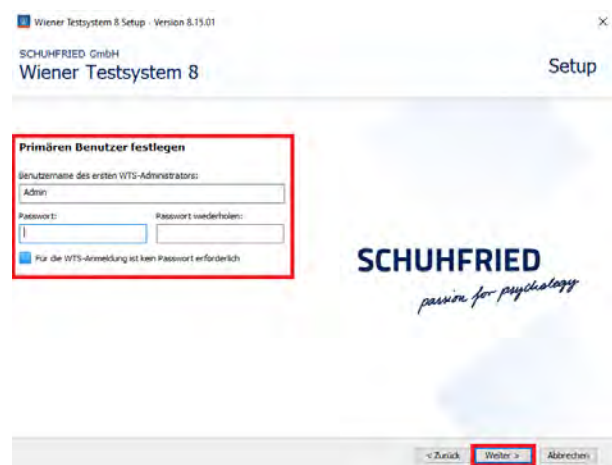 Wiener Testsystem 8 Setup - Version 8.15.01
SCHUHFRIED GmbH
Wiener Testsystem 8
Setup
Primären Benutzer festlegen
Benutzername des ersten WTS-Administrators:
Admin
Passwort: Passwort wiederholen:
Für die WTS-Anmeldung ist kein Passwort erforderlich
SCHUHFRIED
passion for psychology
< Zurück Weiter > Abbrechen